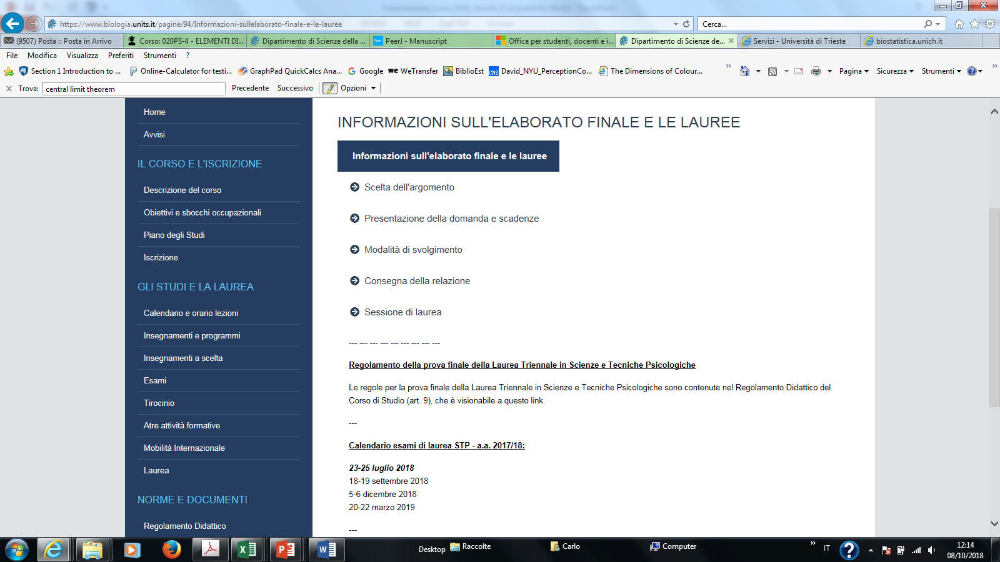 https://www.biologia.units.it/pagine/94/Informazioni-sullelaborato-finale-e-le-lauree
Cerca...
(9507) Posta :: Posta in Arrivo
Corso: 020PS-4 - ELEMENTI DI...
Dipartimento di Scienze della ...
PeerJ - Manuscript
Office per studenti, docenti e i...
Dipartimento di Scienze de...
Servizi - Università di Trieste
biostatistica.unich.it
File Modifica Visualizza Preferiti Strumenti ?
Section 1 Introduction to ...
Online-Calculator for testi...
GraphPad QuickCalcs Ana...
Google
WeTransfer
BiblioEst
David_NYU_PerceptionCo...
The Dimensions of Colour...
Pagina Sicurezza Strumenti
Trova: central limit theorem Precedente Successivo Opzioni
Home
Avvisi
IL CORSO E L'ISCRIZIONE
Descrizione del corso
Obiettivi e sbocchi occupazionali
Piano degli Studi
Iscrizione
GLI STUDI E LA LAUREA
Calendario e orario lezioni
Insegnamenti e programmi
Insegnamenti a scelta
Esami
Tirocinio
Atre attività formative
Mobilità Internazionale
Laurea
NORME E DOCUMENTI
Regolamento Didattico
INFORMAZIONI SULL'ELABORATO FINALE E LE LAUREE
Informazioni sull'elaborato finale e le lauree
Scelta dell'argomento
Presentazione della domanda e scadenze
Modalità di svolgimento
Consegna della relazione
Sessione di laurea
--- --- --- --- --- --- --- --- ---
Regolamento della prova finale della Laurea Triennale in Scienze e Tecniche Psicologiche
Le regole per la prova finale della Laurea Triennale in Scienze e Tecniche Psicologiche sono contenute nel Regolamento Didattico del
Corso di Studio (art. 9), che è visionabile a questo link.
---
Calendario esami di laurea STP - a.a. 2017/18:
23-25 luglio 2018
18-19 settembre 2018
5-6 dicembre 2018
20-22 marzo 2019
---
Desktop
Raccolte
Carlo
Computer
IT
12:14
08/10/2018